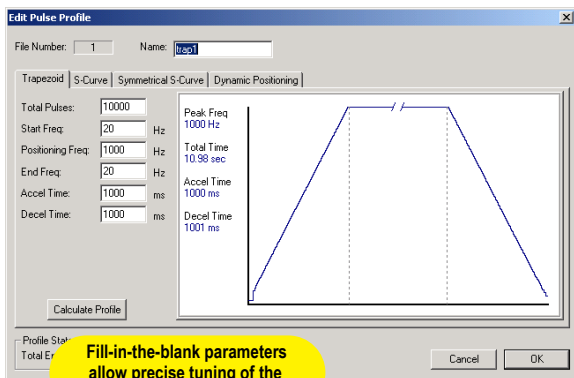 Edit Pulse Profile
File Number: 1 Name: trap1
Trapezoid S-Curve Symmetrical S-Curve Dynamic Positioning
Total Pulses: 10000
Start Freq: 20 Hz
Positioning Freq: 1000 Hz
End Freq: 20 Hz
Accel Time: 1000 ms
Decel Time: 1000 ms
Calculate Profile
Peak Freq
1000 Hz
Total Time
10.98 sec
Accel Time
1000 ms
Decel Time
1001 ms
Profile
Total
Fill-in-the-blank parameters
allow precise tuning of the
Cancel OK